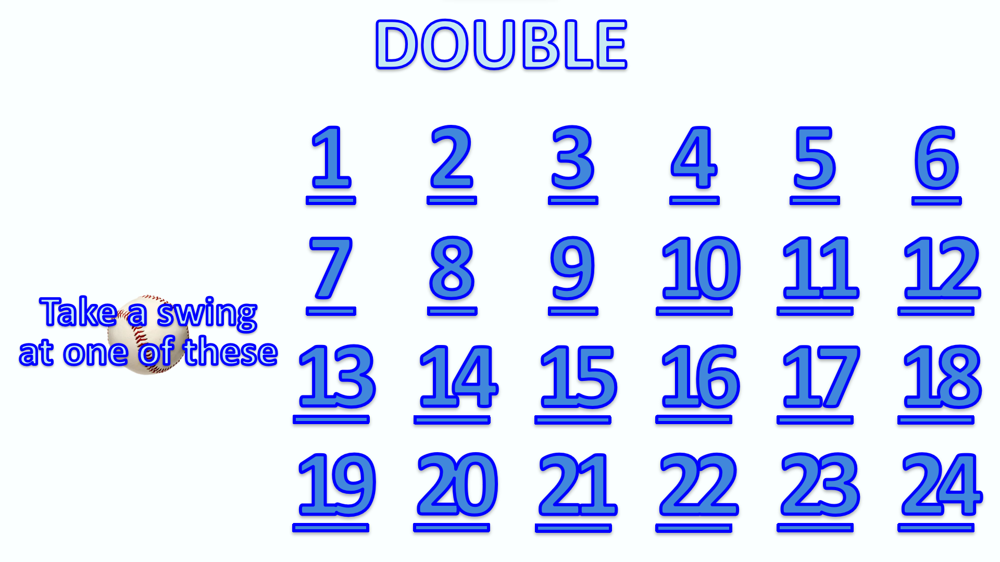 DOUBLE
1 2 3 4 5 6
7 8 9 10 11 12
Take a swing
at one of these
13 14 15 16 17 18
19 20 21 22 23 24